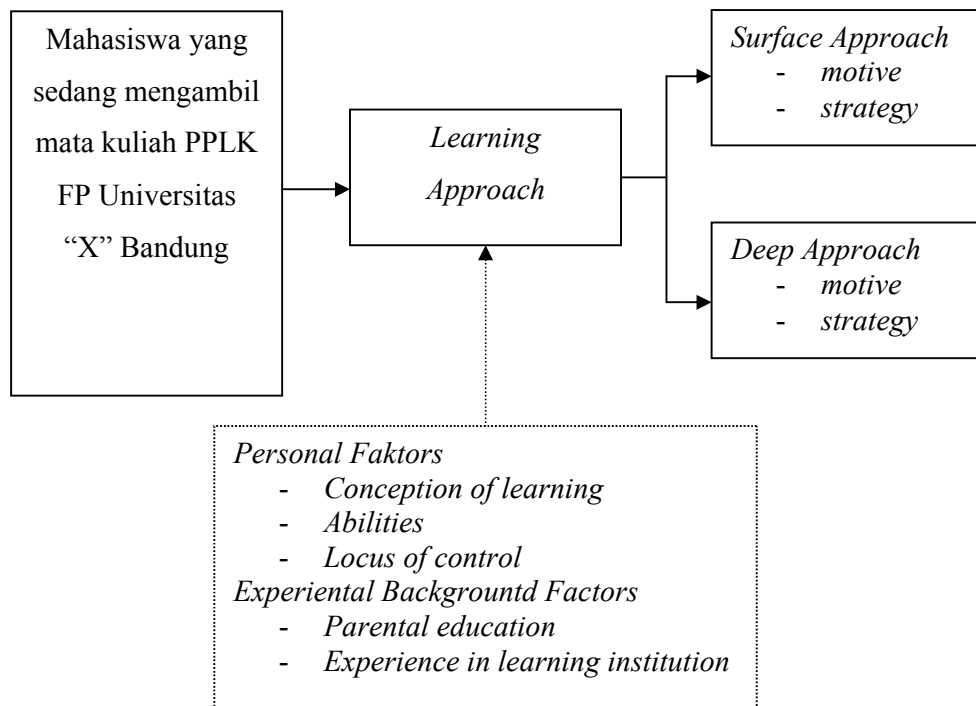 Mahasiswa yang
sedang mengambil
mata kuliah PPLK
FP Universitas
“X” Bandung
Learning
Approach
Surface Approach
- motive
- strategy
Deep Approach
- motive
- strategy
Personal Faktors
- Conception of learning
- Abilities
- Locus of control
Experiental Backgrountd Factors
- Parental education
- Experience in learning institution